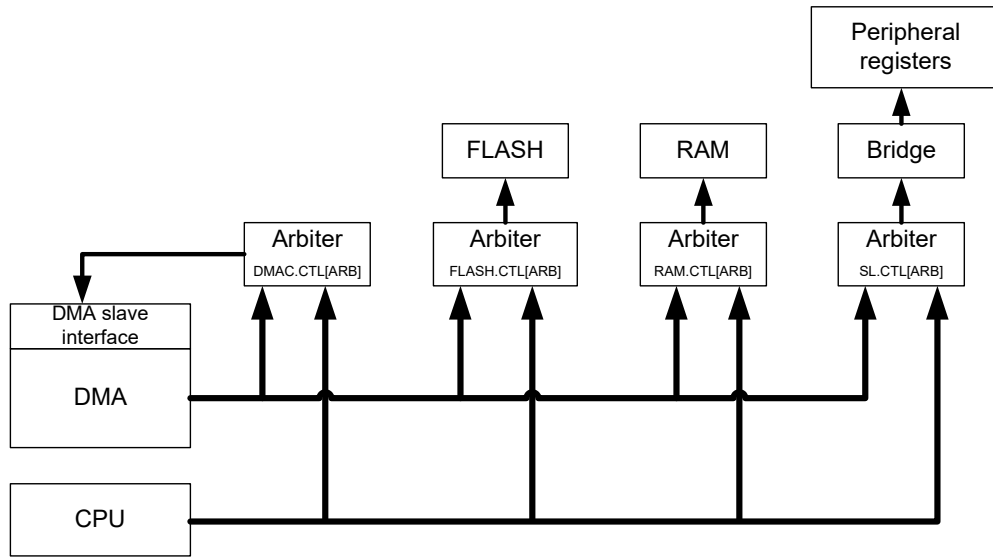 Peripheral
registers
FLASH
RAM
Bridge
Arbiter
DMAC.CTL[ARB]
Arbiter
FLASH.CTL[ARB]
Arbiter
RAM.CTL[ARB]
Arbiter
SL.CTL[ARB]
DMA slave
interface
DMA
CPU